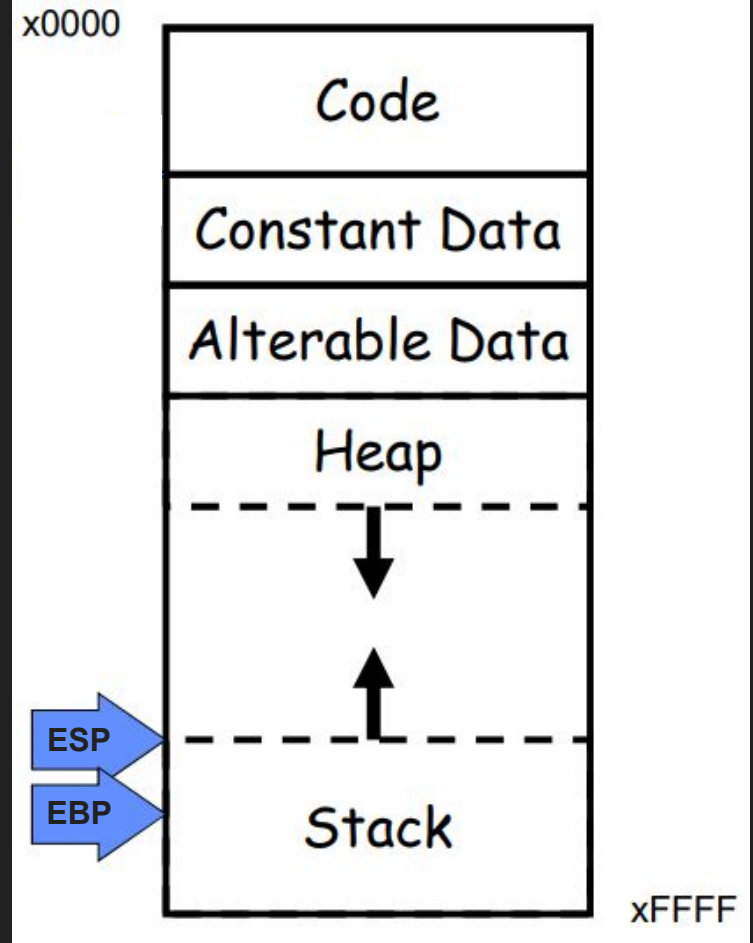 x0000
Code
Constant Data
Alterable Data
Heap
ESP
EBP
Stack
xFFFF